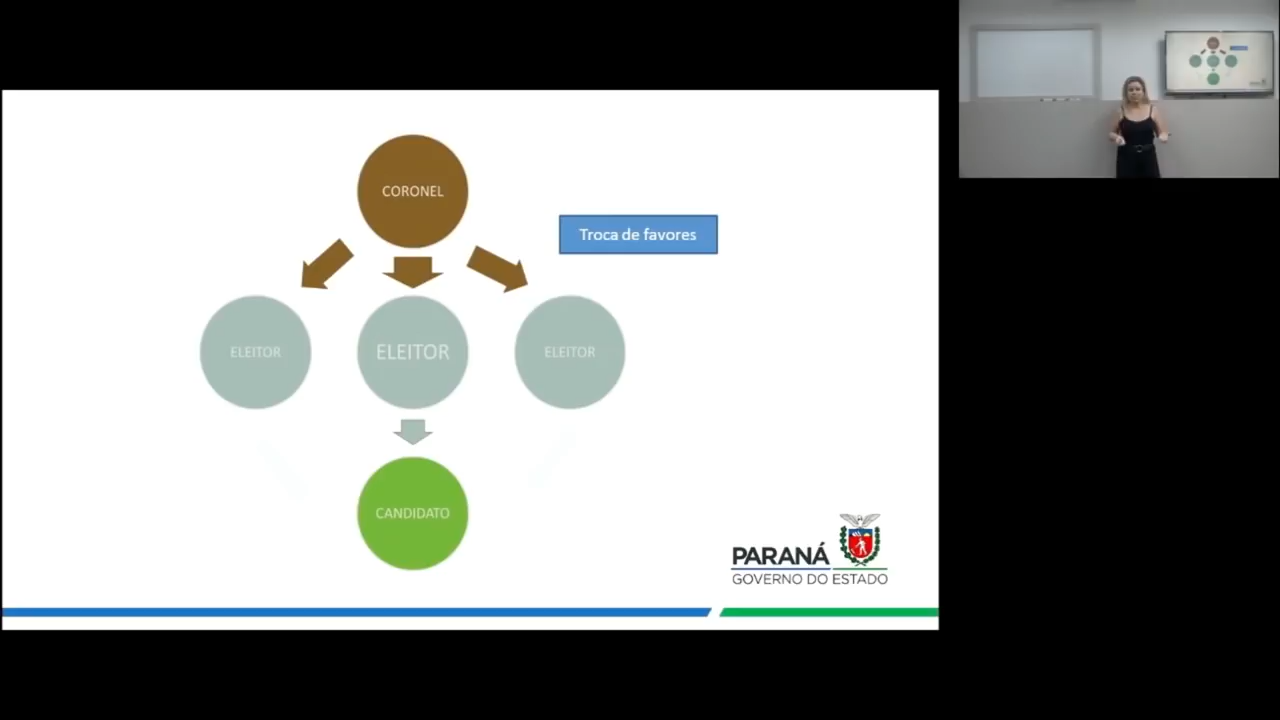 CORONEL
Troca de favores
ELEITOR
ELEITOR
ELEITOR
CANDIDATO
PARANÁ
GOVERNO DO ESTADO